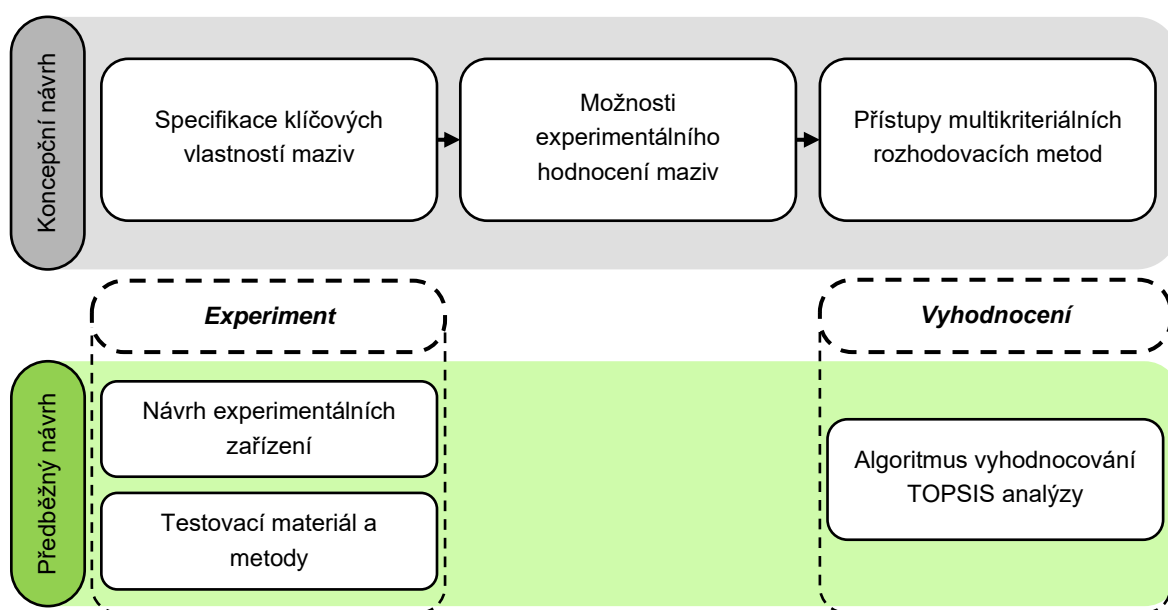 Koncepční návrh
Specifikace klíčových
vlastností maziv
Možnosti
experimentálního
hodnocení maziv
Přístupy multikriteriálních
rozhodovacích metod
Experiment
Vyhodnocení
Předběžný návrh
Návrh experimentálních
zařízení
Testovací materiál a
metody
Algoritmus vyhodnocování
TOPSIS analýzy